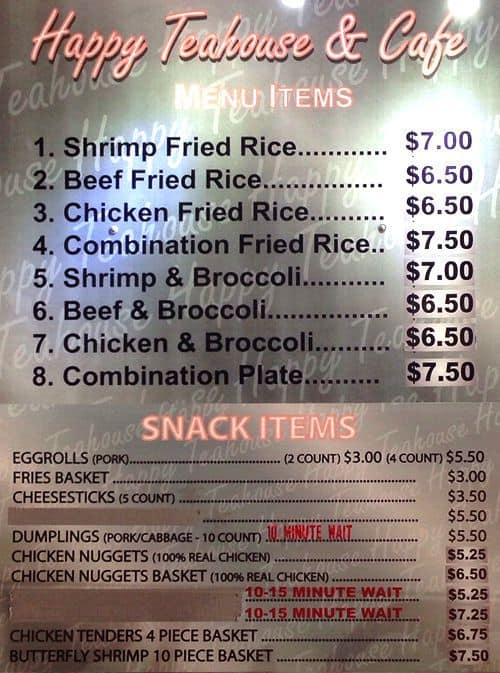 Happy Teahouse & Cafe
MENU ITEMS
1. Shrimp Fried Rice............. $7.00
2. Beef Fried Rice................ $6.50
3. Chicken Fried Rice.......... $6.50
4. Combination Fried Rice.. $7.50
5. Shrimp & Broccoli............ $7.00
6. Beef & Broccoli................ $6.50
7. Chicken & Broccoli........... $6.50
8. Combination Plate........... $7.50
SNACK ITEMS
EGGROLLS (PORK).................................................. (2 COUNT) $3.00 (4 COUNT) $5.50
FRIES BASKET .................................................. $3.00
CHEESESTICKS (5 COUNT) .................................................. $3.50
.................................................. $5.50
DUMPLINGS (PORK/CABBAGE - 10 COUNT) 10 MINUTE WAIT $5.50
CHICKEN NUGGETS (100% REAL CHICKEN) .................................................. $5.25
CHICKEN NUGGETS BASKET (100% REAL CHICKEN) .............................. $6.50
10-15 MINUTE WAIT $5.25
10-15 MINUTE WAIT $7.25
CHICKEN TENDERS 4 PIECE BASKET .................................................. $6.75
BUTTERFLY SHRIMP 10 PIECE BASKET .................................................. $7.50